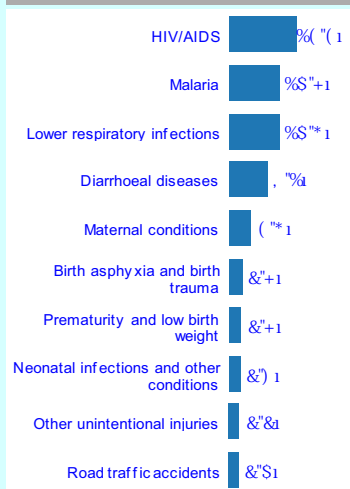 HIV/AIDS %( "( ı
Malaria %$"+ı
Lower respiratory infections %$"* ı
Diarrhoeal diseases , "%ı
Maternal conditions ( "* ı
Birth asphyxia and birth
trauma &"+ı
Prematurity and low birth
weight &"+ı
Neonatal infections and other
conditions &") ı
Other unintentional injuries &"&ı
Road traffic accidents &"$ı